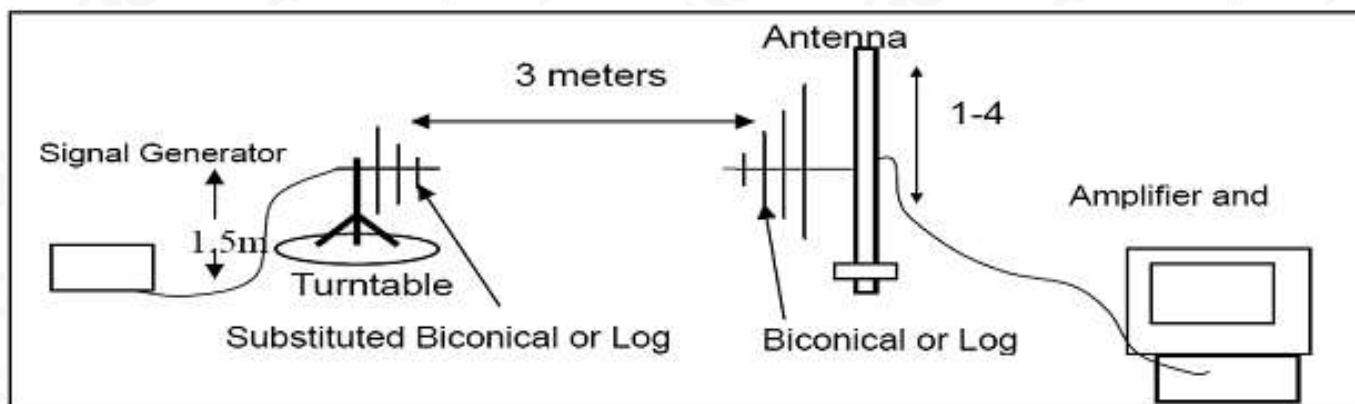 Antenna
3 meters
1-4
Signal Generator
Amplifier and
1.5m
Turntable
Substituted Biconical or Log
Biconical or Log